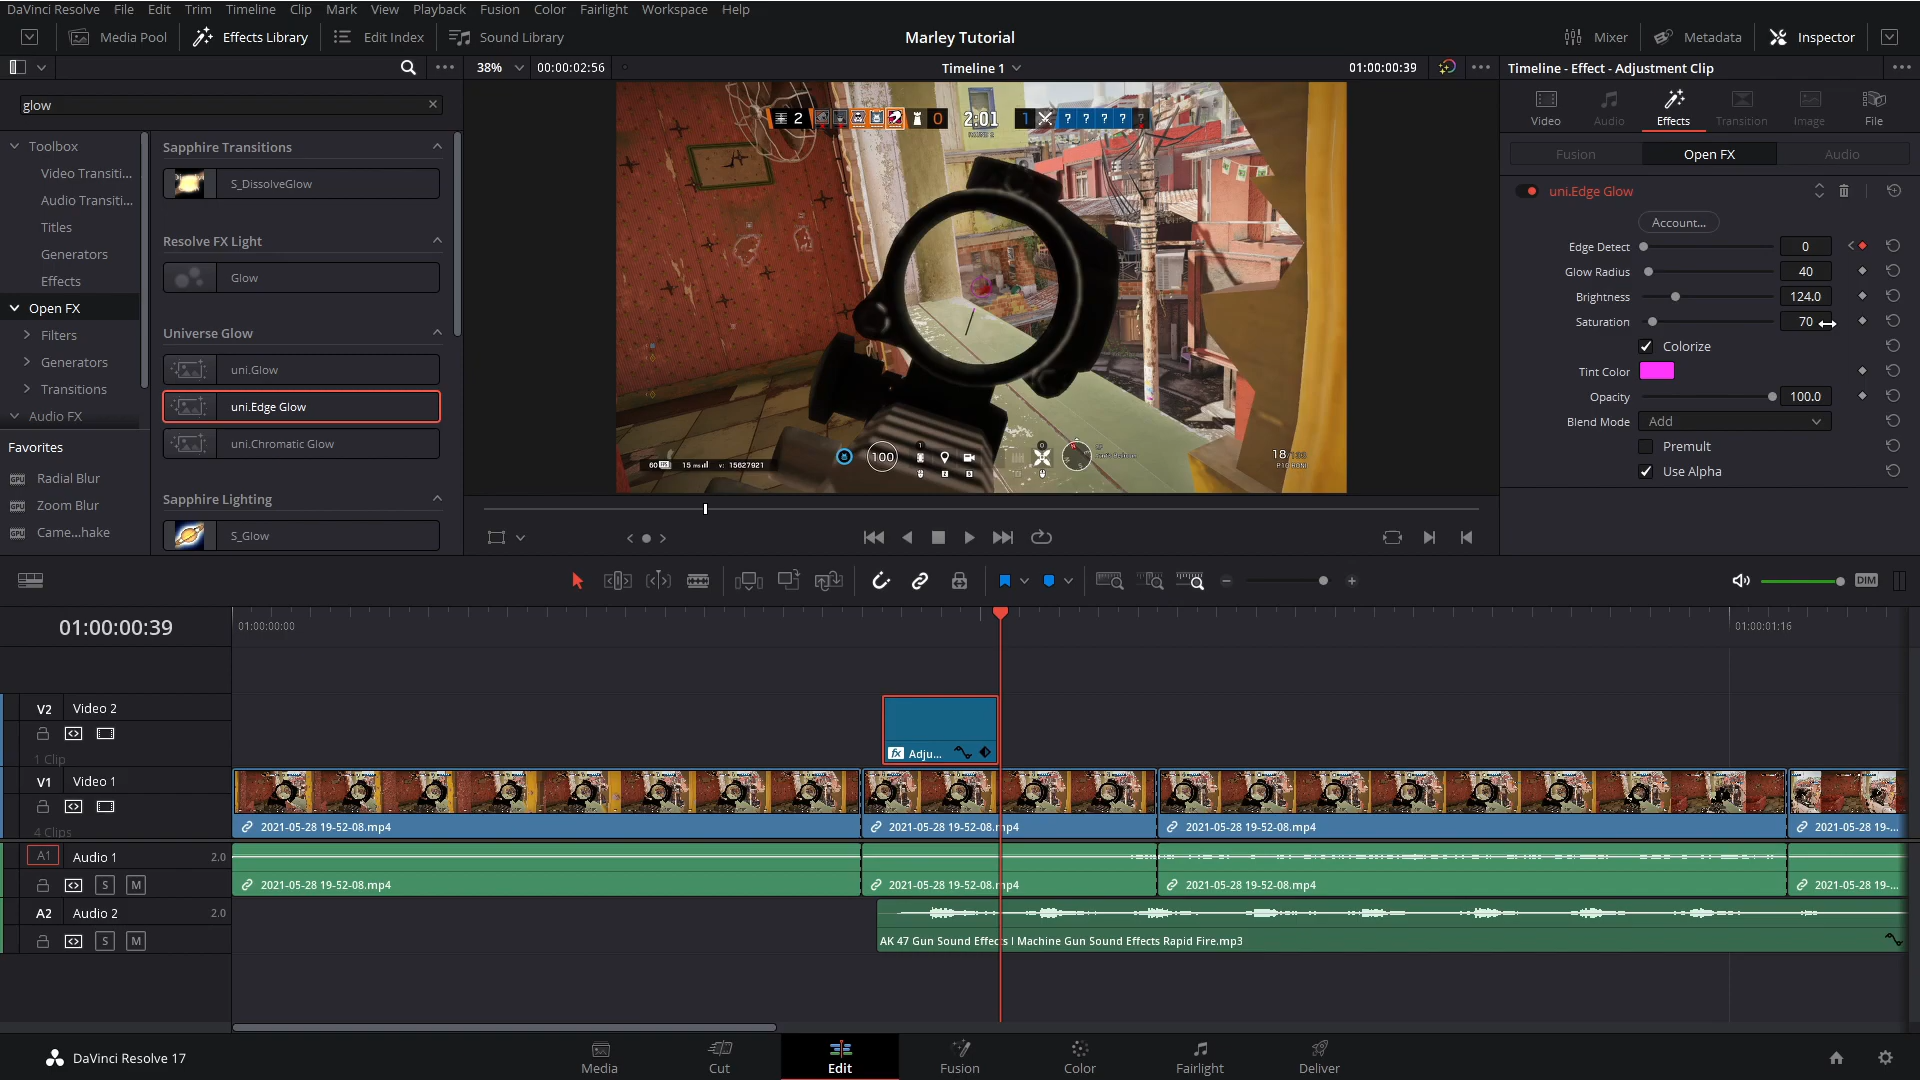 DaVinci Resolve File Edit Trim Timeline Clip Mark View Playback Fusion Color Fairlight Workspace Help
Media Pool Effects Library Edit Index Sound Library Marley Tutorial Mixer Metadata Inspector
38% 00:00:02:56 Timeline 1 01:00:00:39 Timeline - Effect - Adjustment Clip
glow
Toolbox
Video Transiti...
Audio Transiti...
Titles
Generators
Effects
Open FX
Filters
Generators
Transitions
Audio FX
Favorites
Radial Blur
Zoom Blur
Came...hake
Sapphire Transitions
S_DissolveGlow
Resolve FX Light
Glow
Universe Glow
uni.Glow
uni.Edge Glow
uni.Chromatic Glow
Sapphire Lighting
S_Glow
2 0 2:01 1 ? ? ? ? ?
60 15 ms v: 15627921
100
18/
Video Audio Effects Transition Image File
Fusion Open FX Audio
uni.Edge Glow
Account...
Edge Detect 0
Glow Radius 40
Brightness 124.0
Saturation 70
Colorize
Tint Color
Opacity 100.0
Blend Mode Add
Premult
Use Alpha
DIM
01:00:00:39 01:00:00:00 01:00:01:16
V2 Video 2
1 Clip
fx Adju...
V1 Video 1
4 Clips
2021-05-28 19-52-08.mp4 2021-05-28 19-52-08.mp4 2021-05-28 19-52-08.mp4 2021-05-28 19-...
A1 Audio 1 2.0
S M
2021-05-28 19-52-08.mp4 2021-05-28 19-52-08.mp4 2021-05-28 19-52-08.mp4 2021-05-28 19-...
A2 Audio 2 2.0
S M
AK 47 Gun Sound Effects I Machine Gun Sound Effects Rapid Fire.mp3
DaVinci Resolve 17 Media Cut Edit Fusion Color Fairlight Deliver